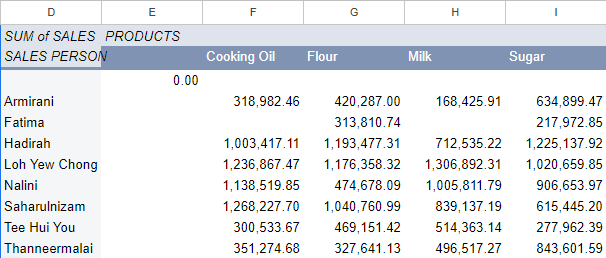 D E F G H I
SUM of SALES PRODUCTS
SALES PERSON Cooking Oil Flour Milk Sugar
0.00
Armirani 318,982.46 420,287.00 168,425.91 634,899.47
Fatima 313,810.74 217,972.85
Hadirah 1,003,417.11 1,193,477.31 712,535.22 1,225,137.92
Loh Yew Chong 1,236,867.47 1,176,358.32 1,306,892.31 1,020,659.85
Nalini 1,138,519.85 474,678.09 1,005,811.79 906,653.97
Saharulnizam 1,268,227.70 1,040,760.99 839,137.19 615,445.20
Tee Hui You 300,533.67 469,151.42 514,363.14 277,962.39
Thanneermalai 351,274.68 327,641.13 496,517.27 843,601.59